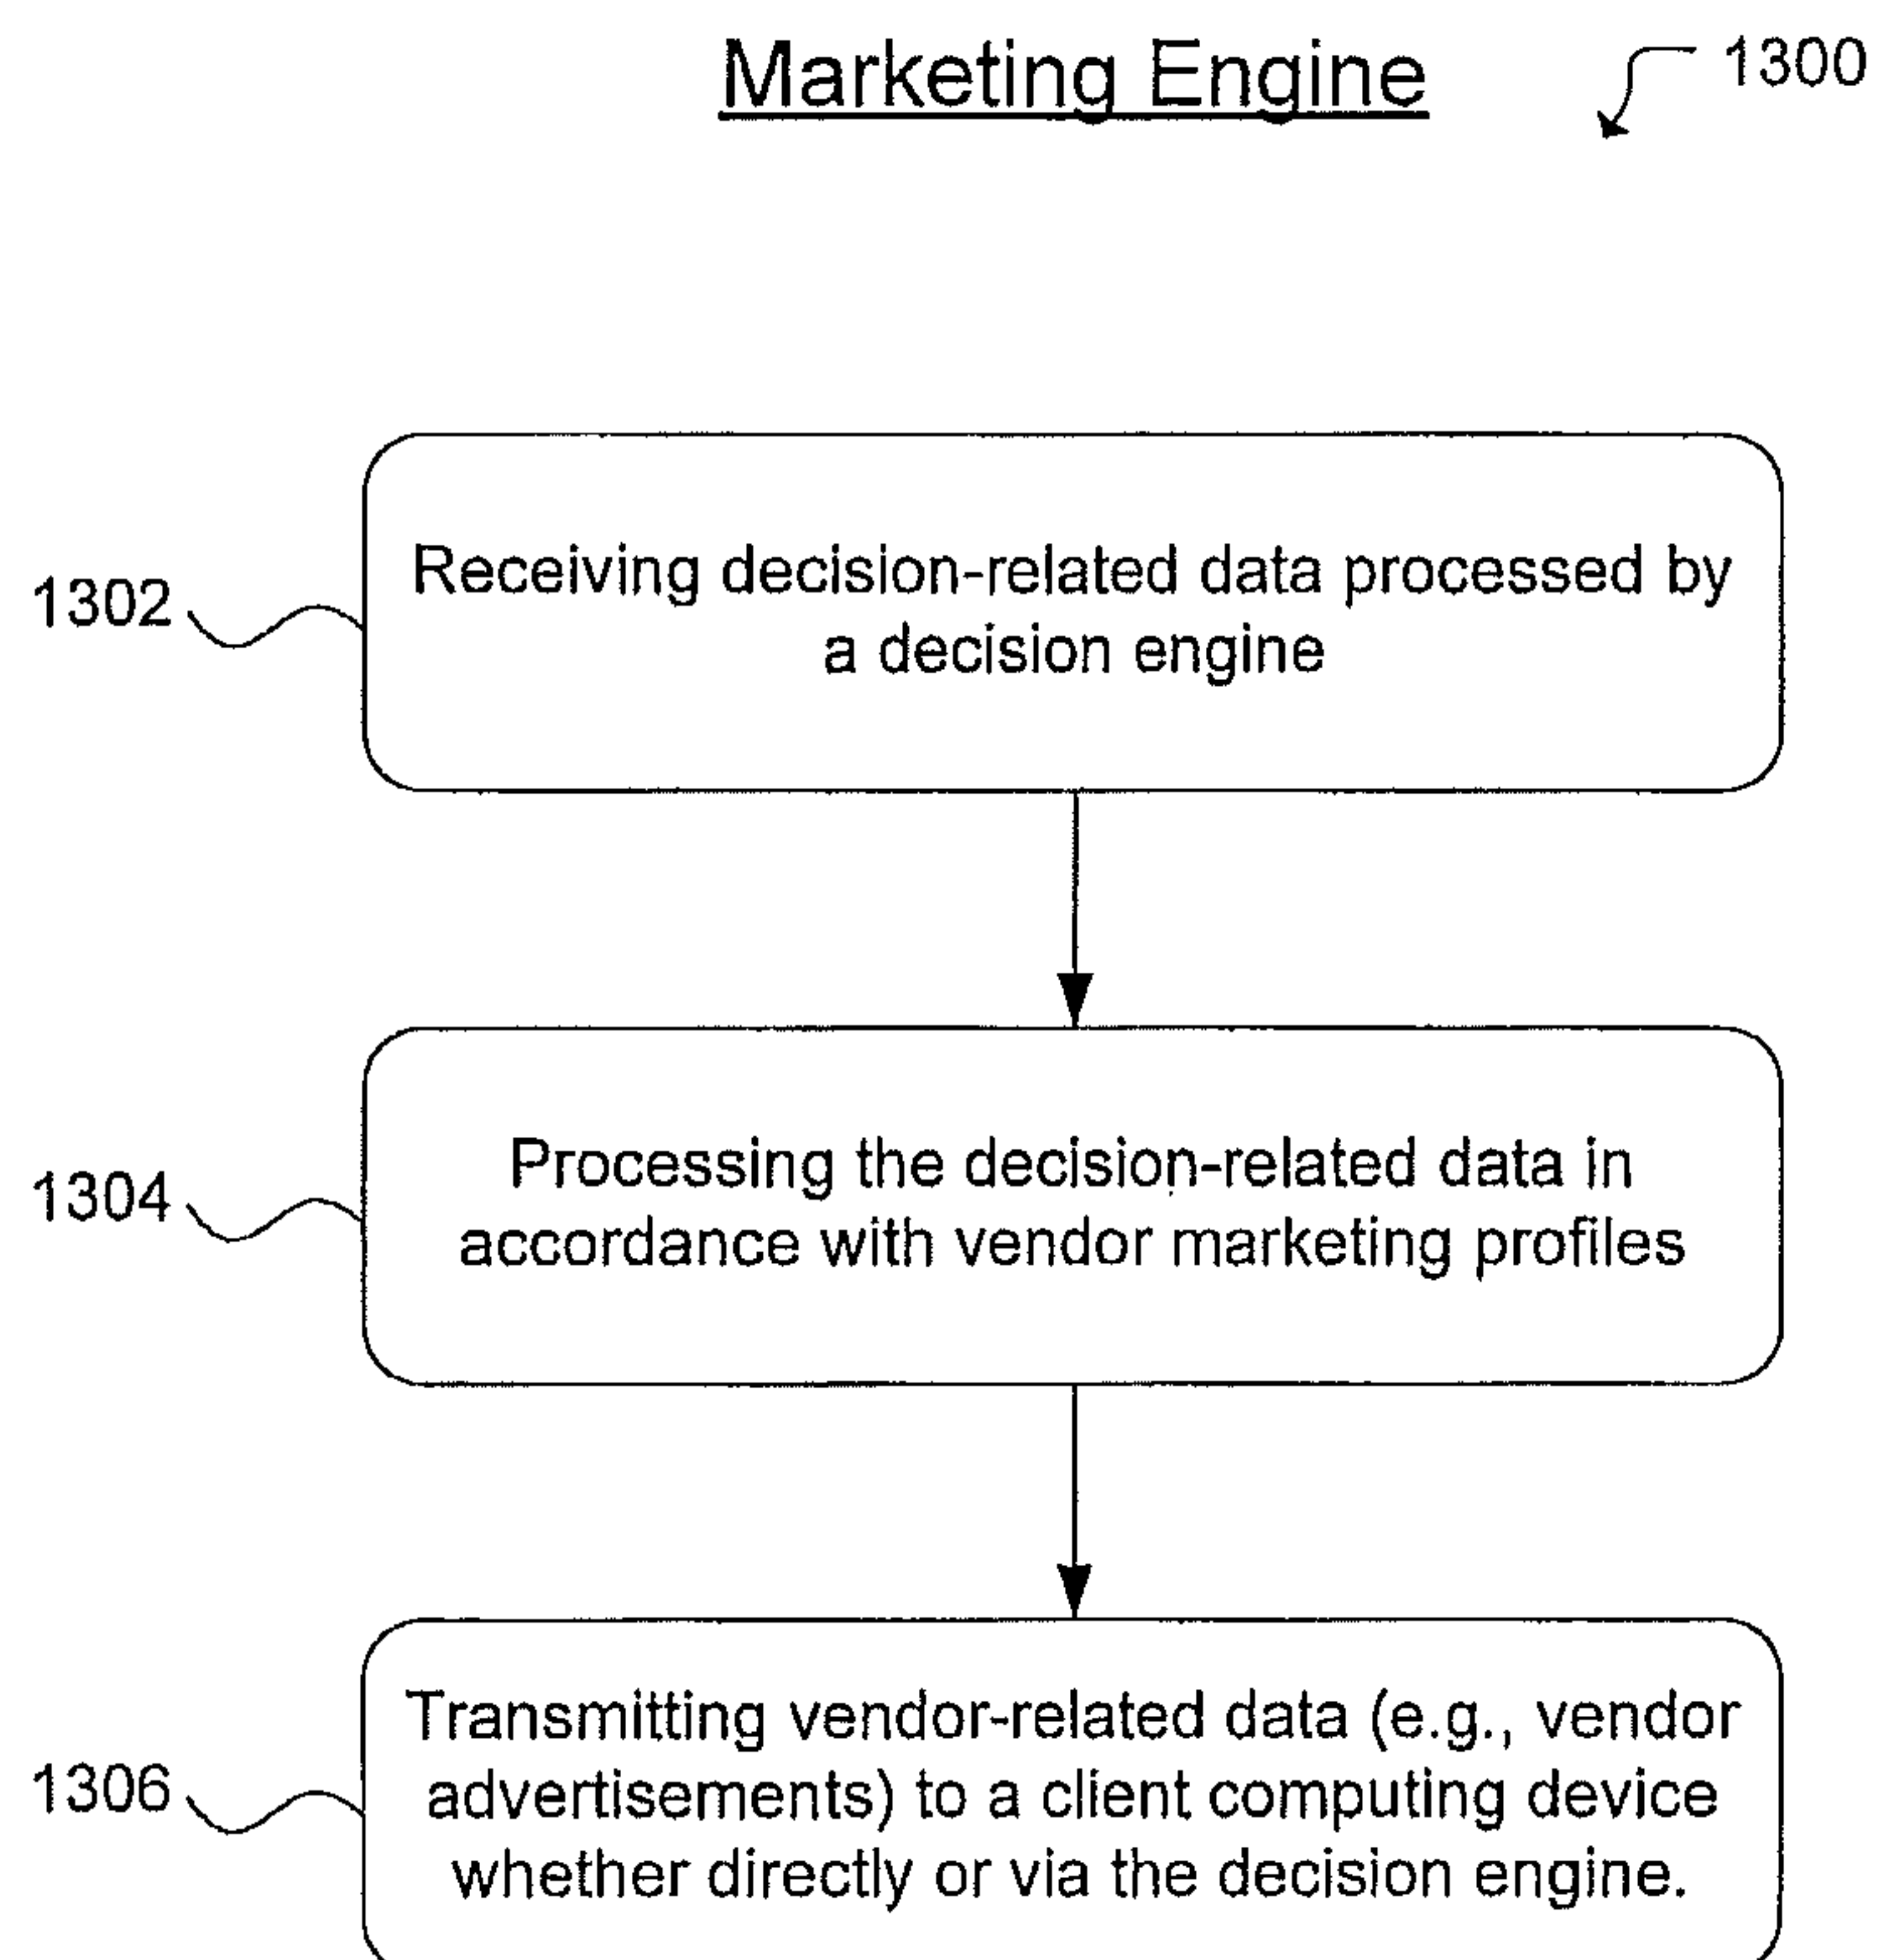 Marketing Engine
1300
1302
Receiving decision-related data processed by
a decision engine
1304
Processing the decision-related data in
accordance with vendor marketing profiles
1306
Transmitting vendor-related data (e.g., vendor
advertisements) to a client computing device
whether directly or via the decision engine.